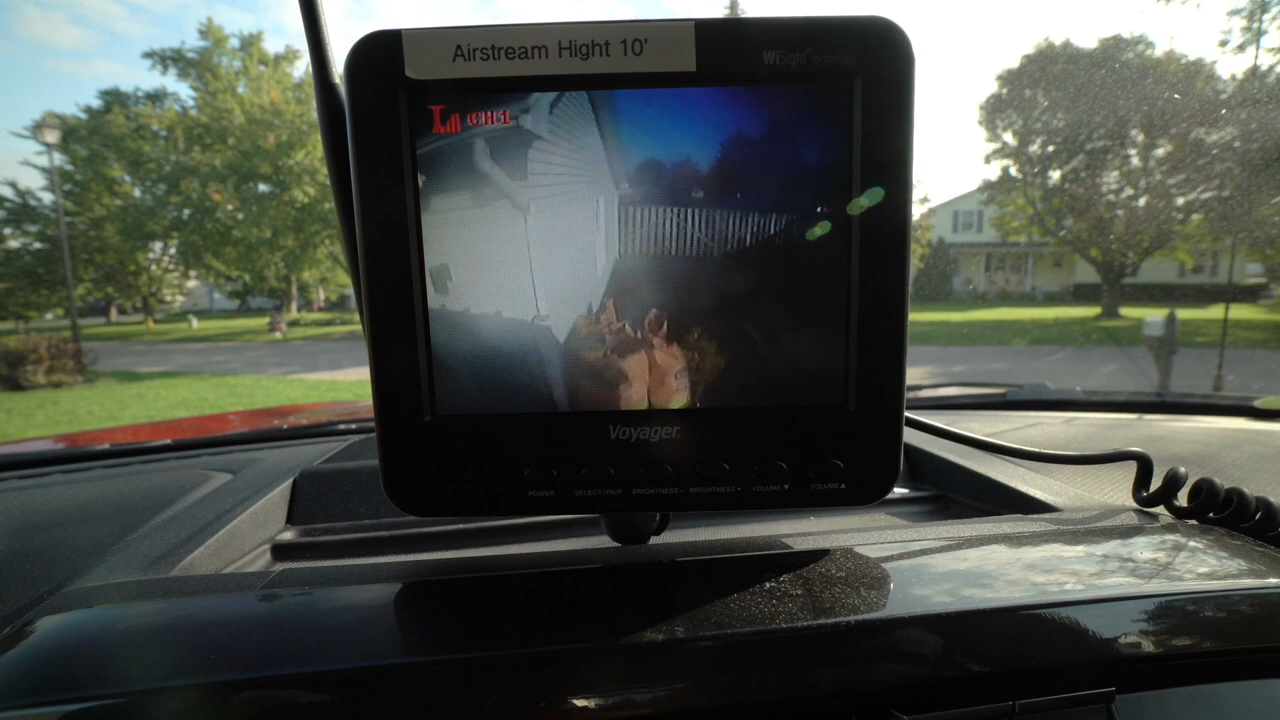 Airstream Hight 10'
WiSight Technology
CH1
Voyager
POWER
SELECT/PAIR
BRIGHTNESS-
BRIGHTNESS+
VOLUME ▼
VOLUME ▲